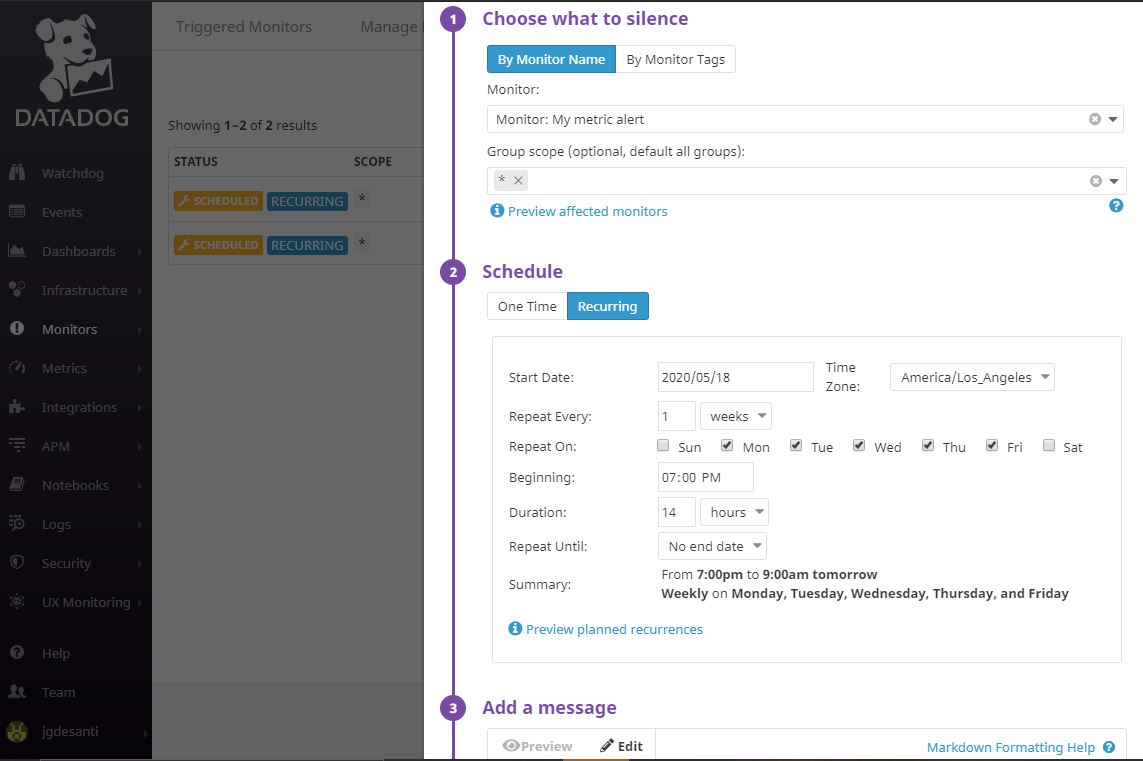 DATADOG
Watchdog
Events
Dashboards
Infrastructure
Monitors
Metrics
Integrations
APM
Notebooks
Logs
Security
UX Monitoring
Help
Team
jgdesanti
Triggered Monitors Manage
Showing 1–2 of 2 results
STATUS SCOPE
SCHEDULED RECURRING *
SCHEDULED RECURRING *
1 Choose what to silence
By Monitor Name By Monitor Tags
Monitor:
Monitor: My metric alert
Group scope (optional, default all groups):
* ×
Preview affected monitors ?
2 Schedule
One Time Recurring
Start Date: 2020/05/18 Time Zone: America/Los_Angeles
Repeat Every: 1 weeks
Repeat On: Sun Mon Tue Wed Thu Fri Sat
Beginning: 07:00 PM
Duration: 14 hours
Repeat Until: No end date
Summary: From 7:00pm to 9:00am tomorrow
Weekly on Monday, Tuesday, Wednesday, Thursday, and Friday
Preview planned recurrences
3 Add a message
Preview Edit Markdown Formatting Help ?